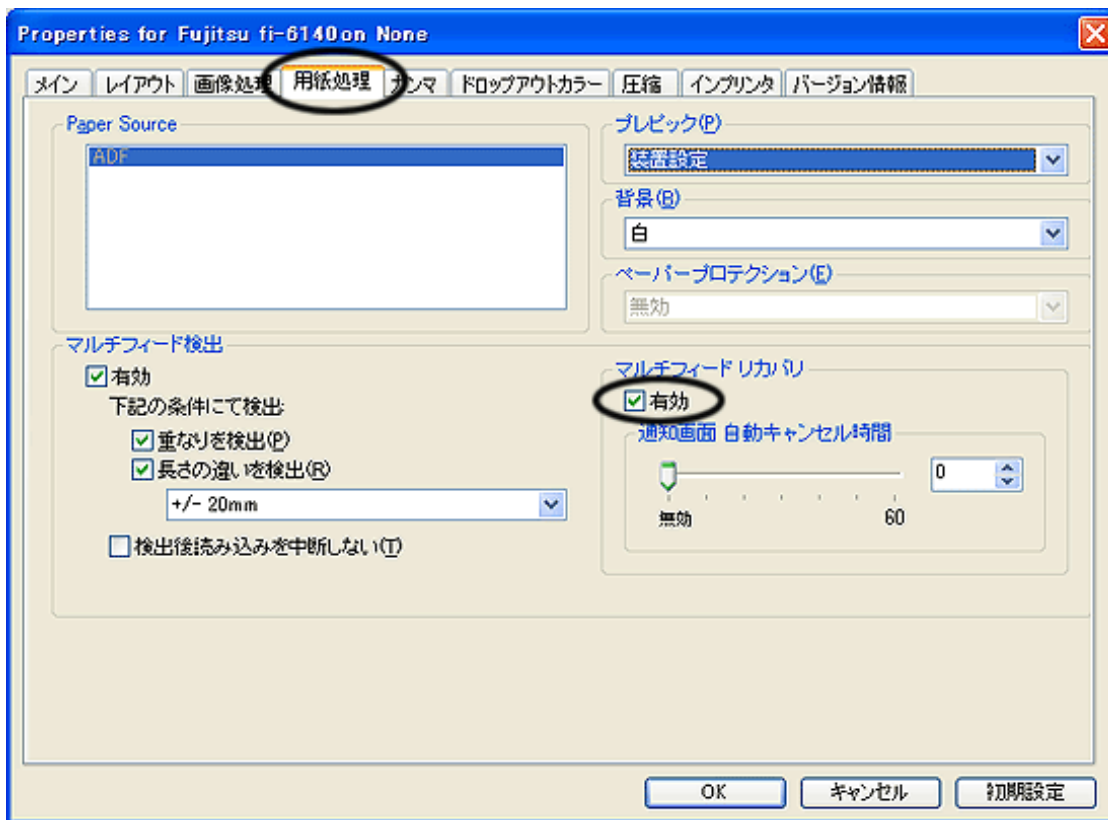 Properties for Fujitsu fi-6140 on None
メイン レイアウト 画像処理 用紙処理 ガンマ ドロップアウトカラー 圧縮 インプリンタ バージョン情報
Paper Source
ADF
プレピック(P)
装置設定
背景(B)
白
ペーパープロテクション(E)
無効
マルチフィード検出
有効
下記の条件にて検出:
重なりを検出(P)
長さの違いを検出(R)
+/- 20mm
検出後読み込みを中断しない(T)
マルチフィード リカバリ
有効
通知画面 自動キャンセル時間
0
無効 60
OK キャンセル 初期設定